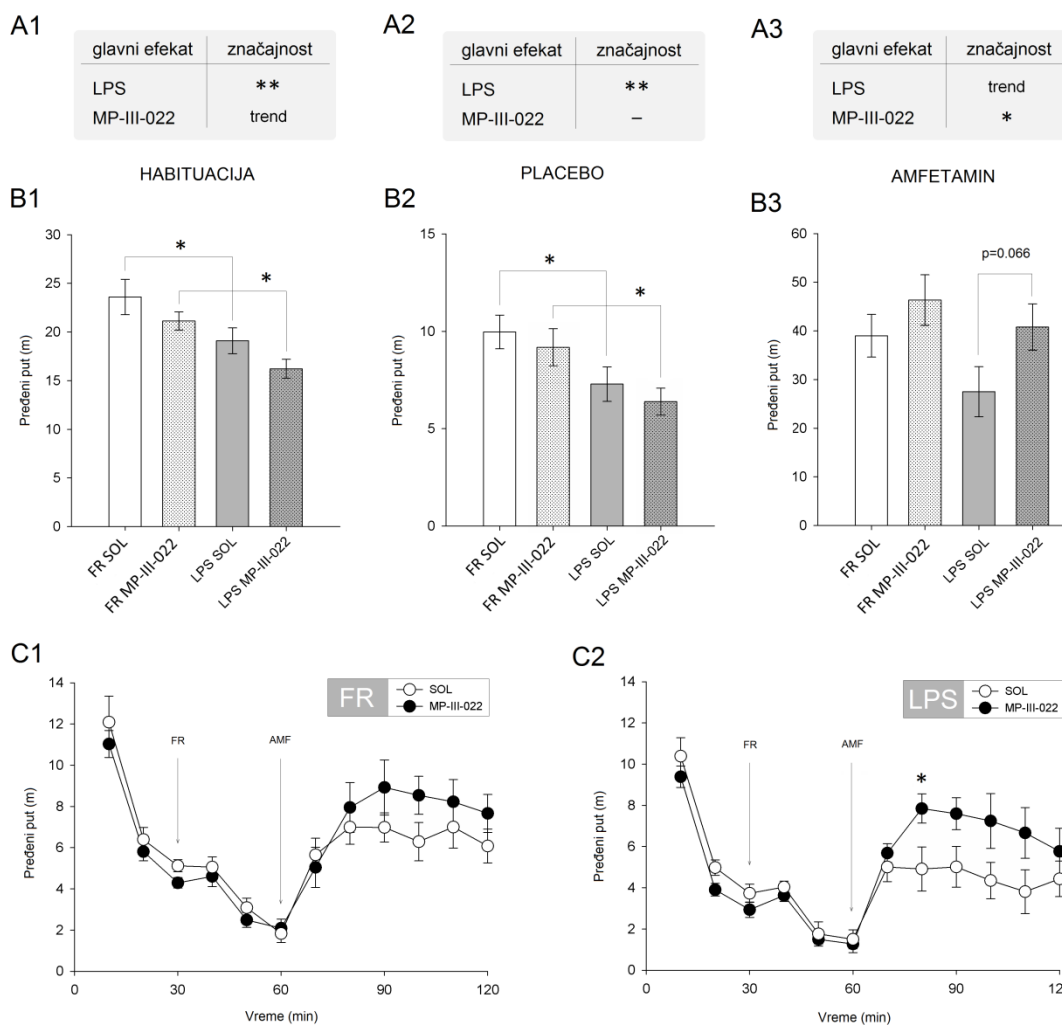 A1
glavni efekat značajnost
LPS **
MP-III-022 trend
A2
glavni efekat značajnost
LPS **
MP-III-022 –
A3
glavni efekat značajnost
LPS trend
MP-III-022 *
HABITUACIJA
B1
Pređeni put (m)
30
25
20
15
10
5
0
*
*
FR SOL
FR MP-III-022
LPS SOL
LPS MP-III-022
PLACEBO
B2
Pređeni put (m)
15
10
5
0
*
*
FR SOL
FR MP-III-022
LPS SOL
LPS MP-III-022
AMFETAMIN
B3
Pređeni put (m)
60
50
40
30
20
10
0
p=0.066
FR SOL
FR MP-III-022
LPS SOL
LPS MP-III-022
C1
FR
SOL
MP-III-022
Pređeni put (m)
14
12
10
8
6
4
2
0
FR
AMF
0 30 60 90 120
Vreme (min)
C2
LPS
SOL
MP-III-022
Pređeni put (m)
14
12
10
8
6
4
2
0
FR
AMF
*
0 30 60 90
Vreme (min)